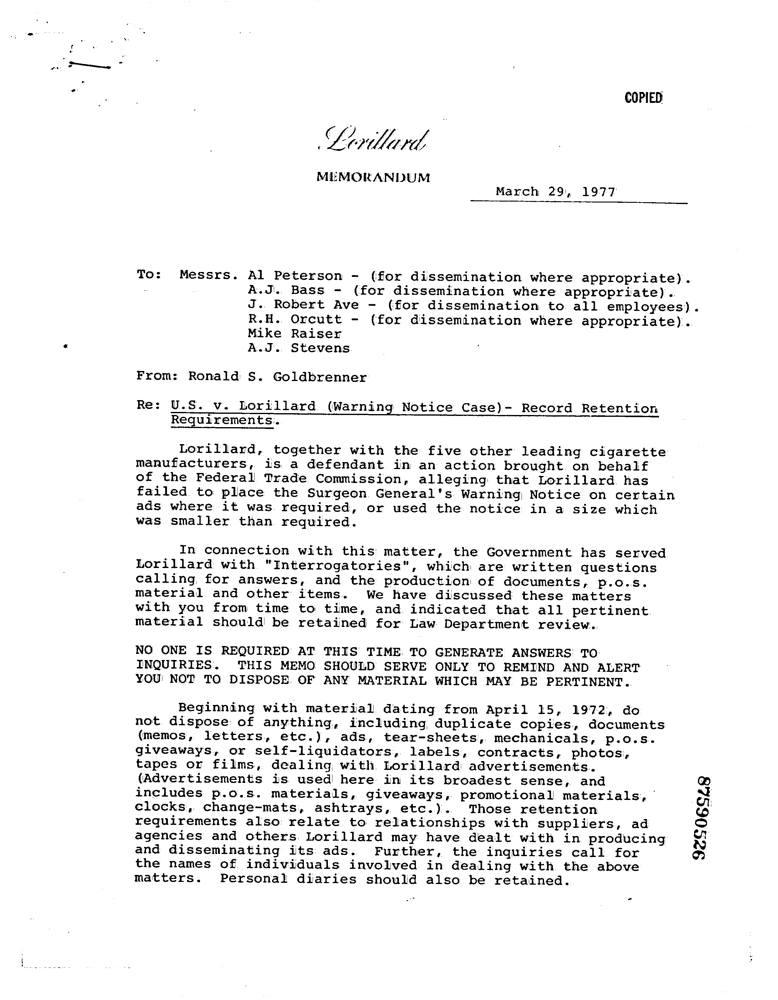 COPIED
Lorillard
MEMORANDUM
March 29, 1977
To: Messrs. Al Peterson - (for dissemination where appropriate).
A.J. Bass - (for dissemination where appropriate).
J. Robert Ave - (for dissemination to all employees).
R.H. Orcutt - (for dissemination where appropriate).
Mike Raiser
A.J. Stevens
From: Ronald S. Goldbrenner
Re: U.S. v. Lorillard (Warning Notice Case)- Record Retention
Requirements.
Lorillard, together with the five other leading cigarette
manufacturers, is a defendant in an action brought on behalf
of the Federal Trade Commission, alleging that Lorillard has
failed to place the Surgeon General's Warning Notice on certain
ads where it was required, or used the notice in a size which
was smaller than required.
In connection with this matter, the Government has served
Lorillard with "Interrogatories", which are written questions
calling for answers, and the production of documents, p.o.s.
material and other items. We have discussed these matters
with you from time to time, and indicated that all pertinent
material should be retained for Law Department review.
NO ONE IS REQUIRED AT THIS TIME TO GENERATE ANSWERS TO
INQUIRIES. THIS MEMO SHOULD SERVE ONLY TO REMIND AND ALERT
YOU NOT TO DISPOSE OF ANY MATERIAL WHICH MAY BE PERTINENT.
Beginning with material dating from April 15, 1972, do
not dispose of anything, including duplicate copies, documents
(memos, letters, etc.), ads, tear-sheets, mechanicals, p.o.s.
giveaways, or self-liquidators, labels, contracts, photos,
tapes or films, dealing with Lorillard advertisements.
(Advertisements is used here in its broadest sense, and
includes p.o.s. materials, giveaways, promotional materials,
clocks, change-mats, ashtrays, etc.). Those retention
requirements also relate to relationships with suppliers, ad
agencies and others Lorillard may have dealt with in producing
and disseminating its ads. Further, the inquiries call for
the names of individuals involved in dealing with the above
matters. Personal diaries should also be retained.
87590526